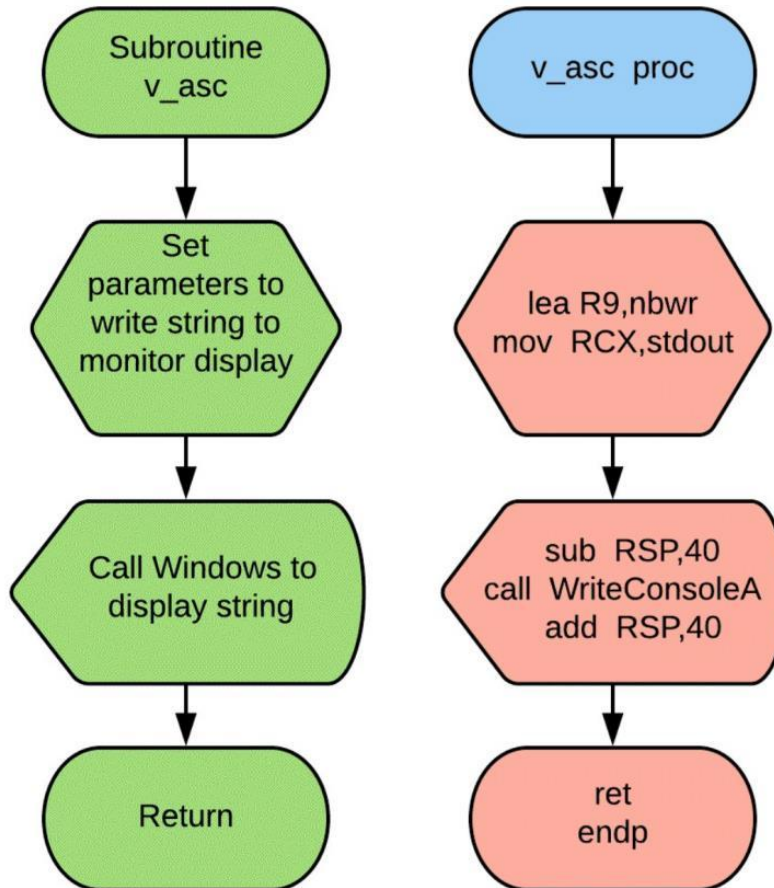 Subroutine
v_asc
Set
parameters to
write string to
monitor display
Call Windows to
display string
Return
v_asc proc
lea R9,nbwr
mov RCX,stdout
sub RSP,40
call WriteConsoleA
add RSP,40
ret
endp